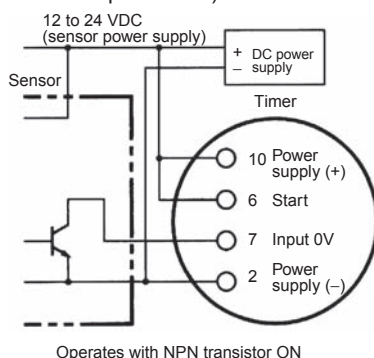 12 to 24 VDC
(sensor power supply)
+ DC power
– supply
Sensor
Timer
10 Power
supply (+)
6 Start
7 Input 0V
2 Power
supply (–)
Operates with NPN transistor ON